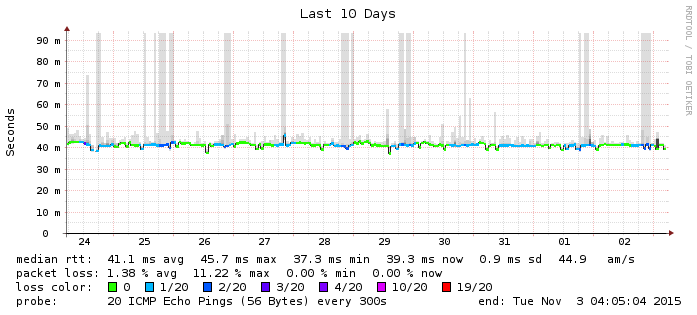 Last 10 Days
RRDTOOL / TOBI OETIKER
Seconds
90 m
80 m
70 m
60 m
50 m
40 m
30 m
20 m
10 m
0
24 25 26 27 28 29 30 31 01 02
median rtt: 41.1 ms avg 45.7 ms max 37.3 ms min 39.3 ms now 0.9 ms sd 44.9 am/s
packet loss: 1.38 % avg 11.22 % max 0.00 % min 0.00 % now
loss color: 0 1/20 2/20 3/20 4/20 10/20 19/20
probe: 20 ICMP Echo Pings (56 Bytes) every 300s end: Tue Nov 3 04:05:04 2015